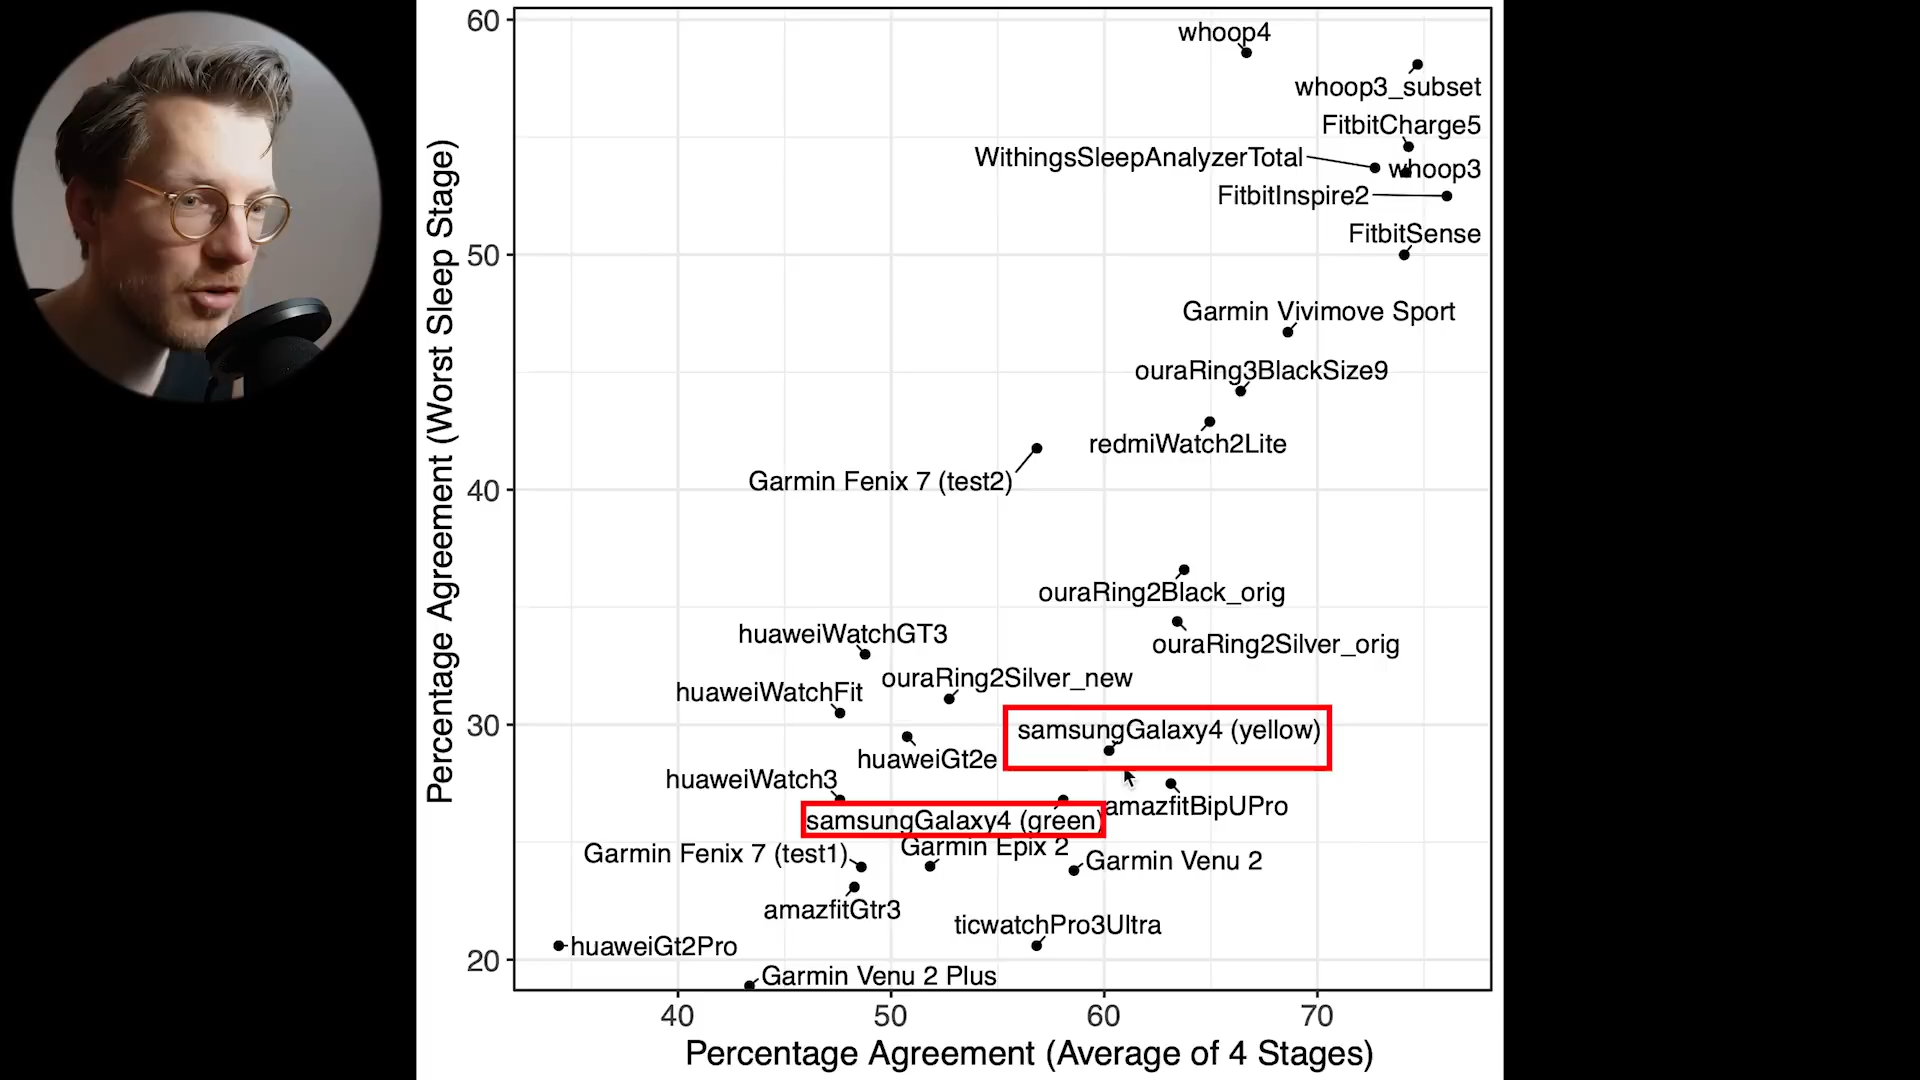 60
whoop4
whoop3_subset
FitbitCharge5
WithingsSleepAnalyzerTotal
whoop3
FitbitInspire2
FitbitSense
50
Garmin Vivimove Sport
ouraRing3BlackSize9
redmiWatch2Lite
Garmin Fenix 7 (test2)
40
ouraRing2Black_orig
huaweiWatchGT3
ouraRing2Silver_orig
ouraRing2Silver_new
huaweiWatchFit
30
samsungGalaxy4 (yellow)
huaweiGt2e
huaweiWatch3
amazfitBipUPro
samsungGalaxy4 (green)
Garmin Epix 2
Garmin Fenix 7 (test1)
Garmin Venu 2
amazfitGtr3
ticwatchPro3Ultra
huaweiGt2Pro
20
Garmin Venu 2 Plus
40
50
60
70
Percentage Agreement (Average of 4 Stages)
Percentage Agreement (Worst Sleep Stage)